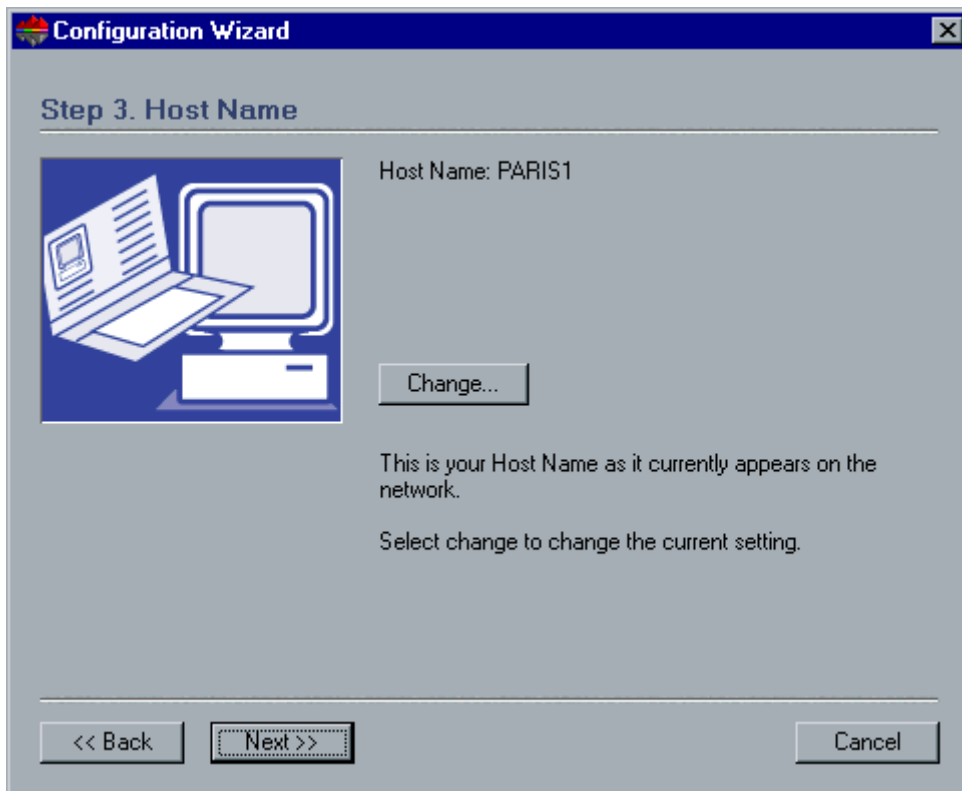 Configuration Wizard
Step 3. Host Name
Host Name: PARIS1
Change...
This is your Host Name as it currently appears on the
network.
Select change to change the current setting.
<< Back
Next >>
Cancel